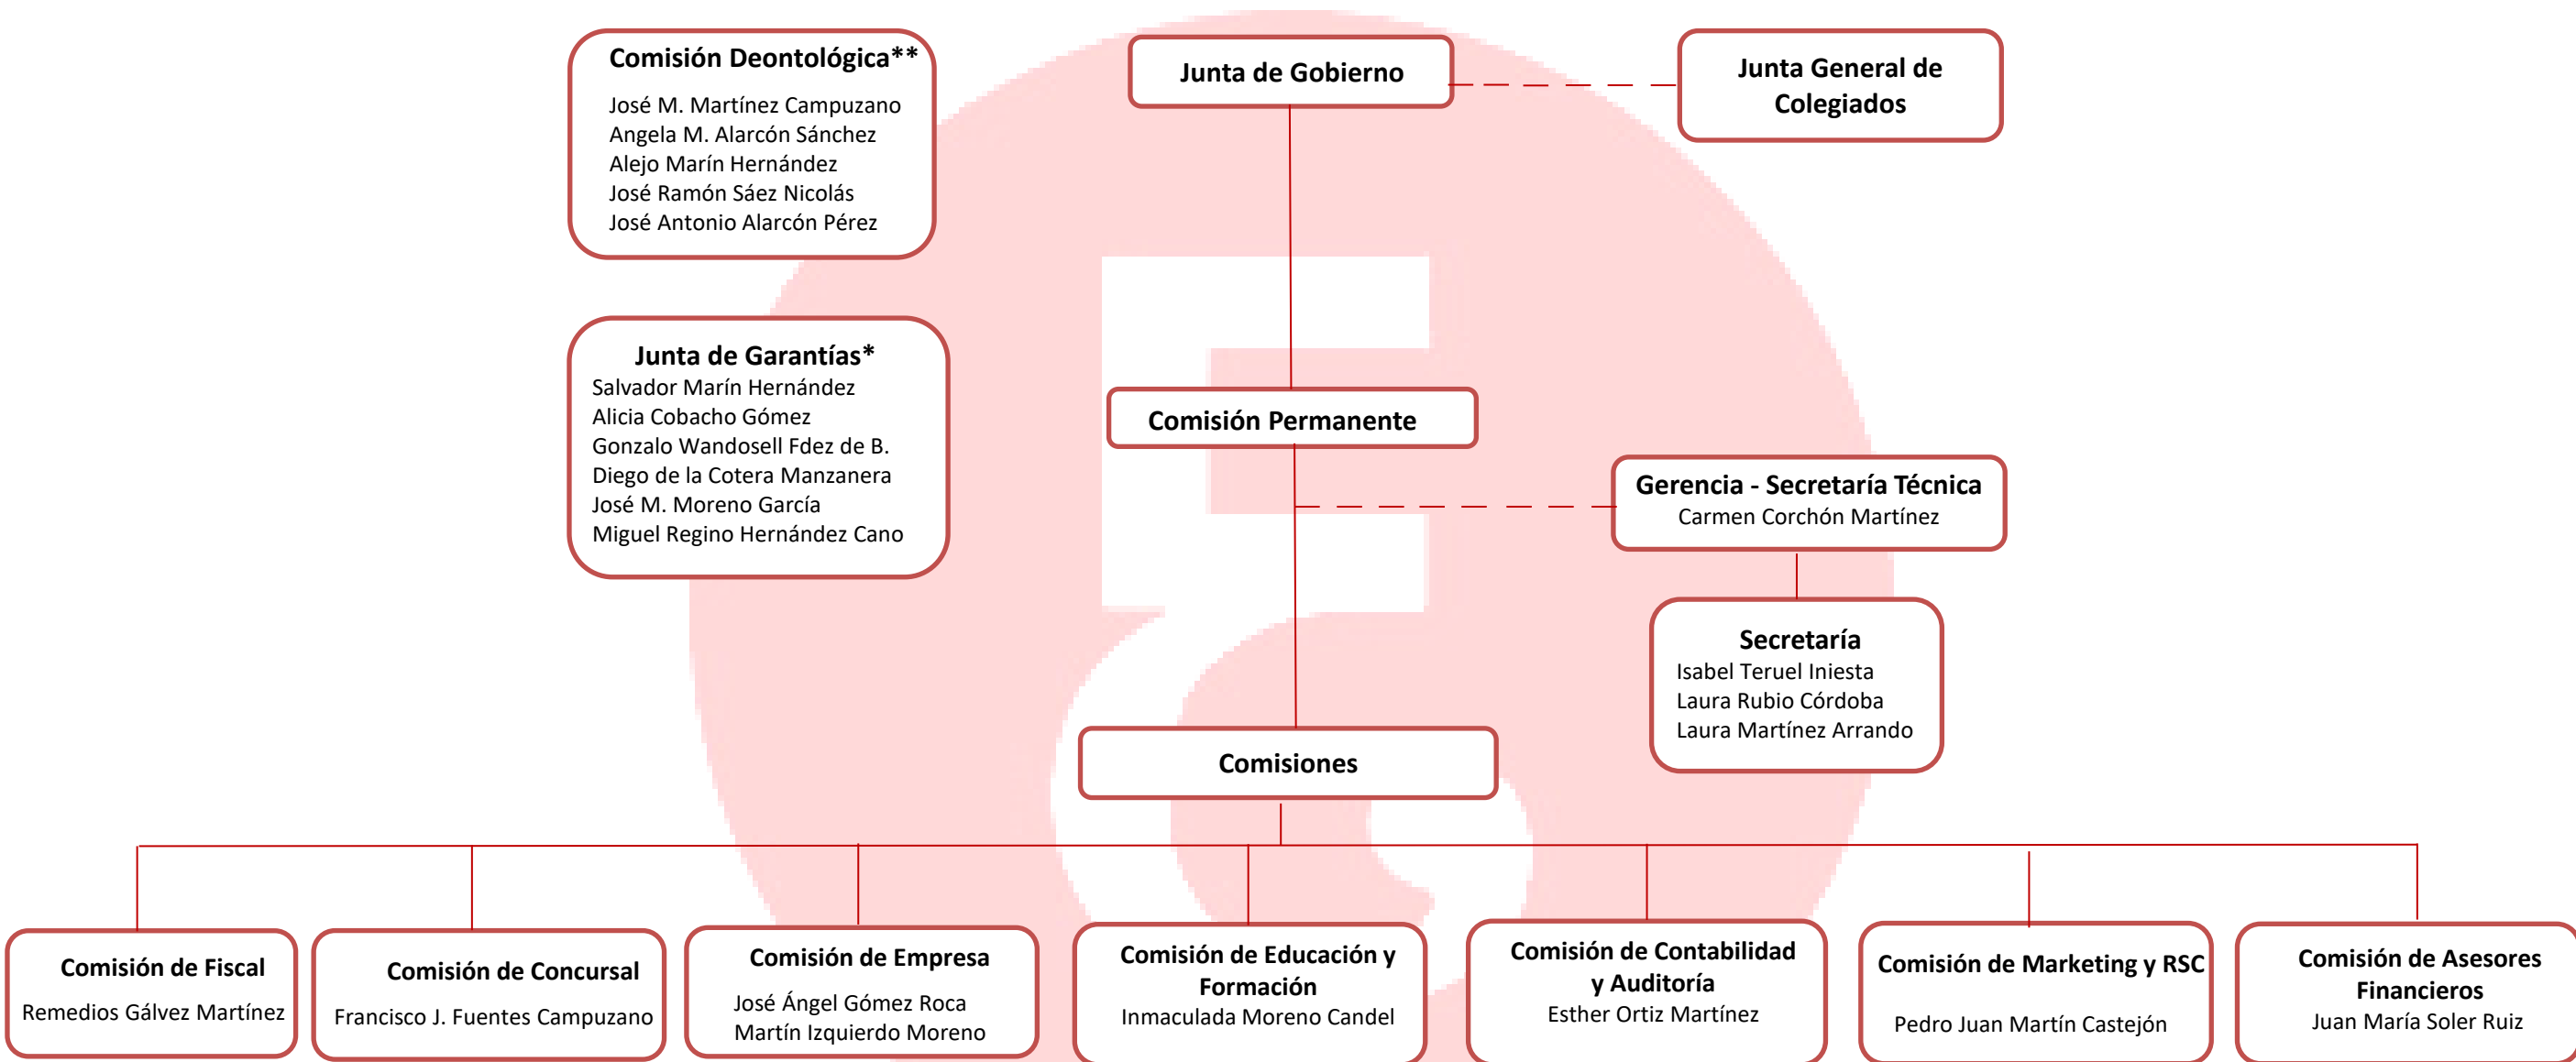 Comisión Deontológica**
José M. Martínez Campuzano
Angela M. Alarcón Sánchez
Alejo Marín Hernández
José Ramón Sáez Nicolás
José Antonio Alarcón Pérez
Junta de Gobierno
Junta General de
Colegiados
Junta de Garantías*
Salvador Marín Hernández
Alicia Cobacho Gómez
Gonzalo Wandosell Fdez de B.
Diego de la Cotera Manzanera
José M. Moreno García
Miguel Regino Hernández Cano
Comisión Permanente
Gerencia - Secretaría Técnica
Carmen Corchón Martínez
Secretaría
Isabel Teruel Iniesta
Laura Rubio Córdoba
Laura Martínez Arrando
Comisiones
Comisión de Fiscal
Remedios Gálvez Martínez
Comisión de Concursal
Francisco J. Fuentes Campuzano
Comisión de Empresa
José Ángel Gómez Roca
Martín Izquierdo Moreno
Comisión de Educación y
Formación
Inmaculada Moreno Candel
Comisión de Contabilidad
y Auditoría
Esther Ortiz Martínez
Comisión de Marketing y RSC
Pedro Juan Martín Castejón
Comisión de Asesores
Financieros
Juan María Soler Ruiz